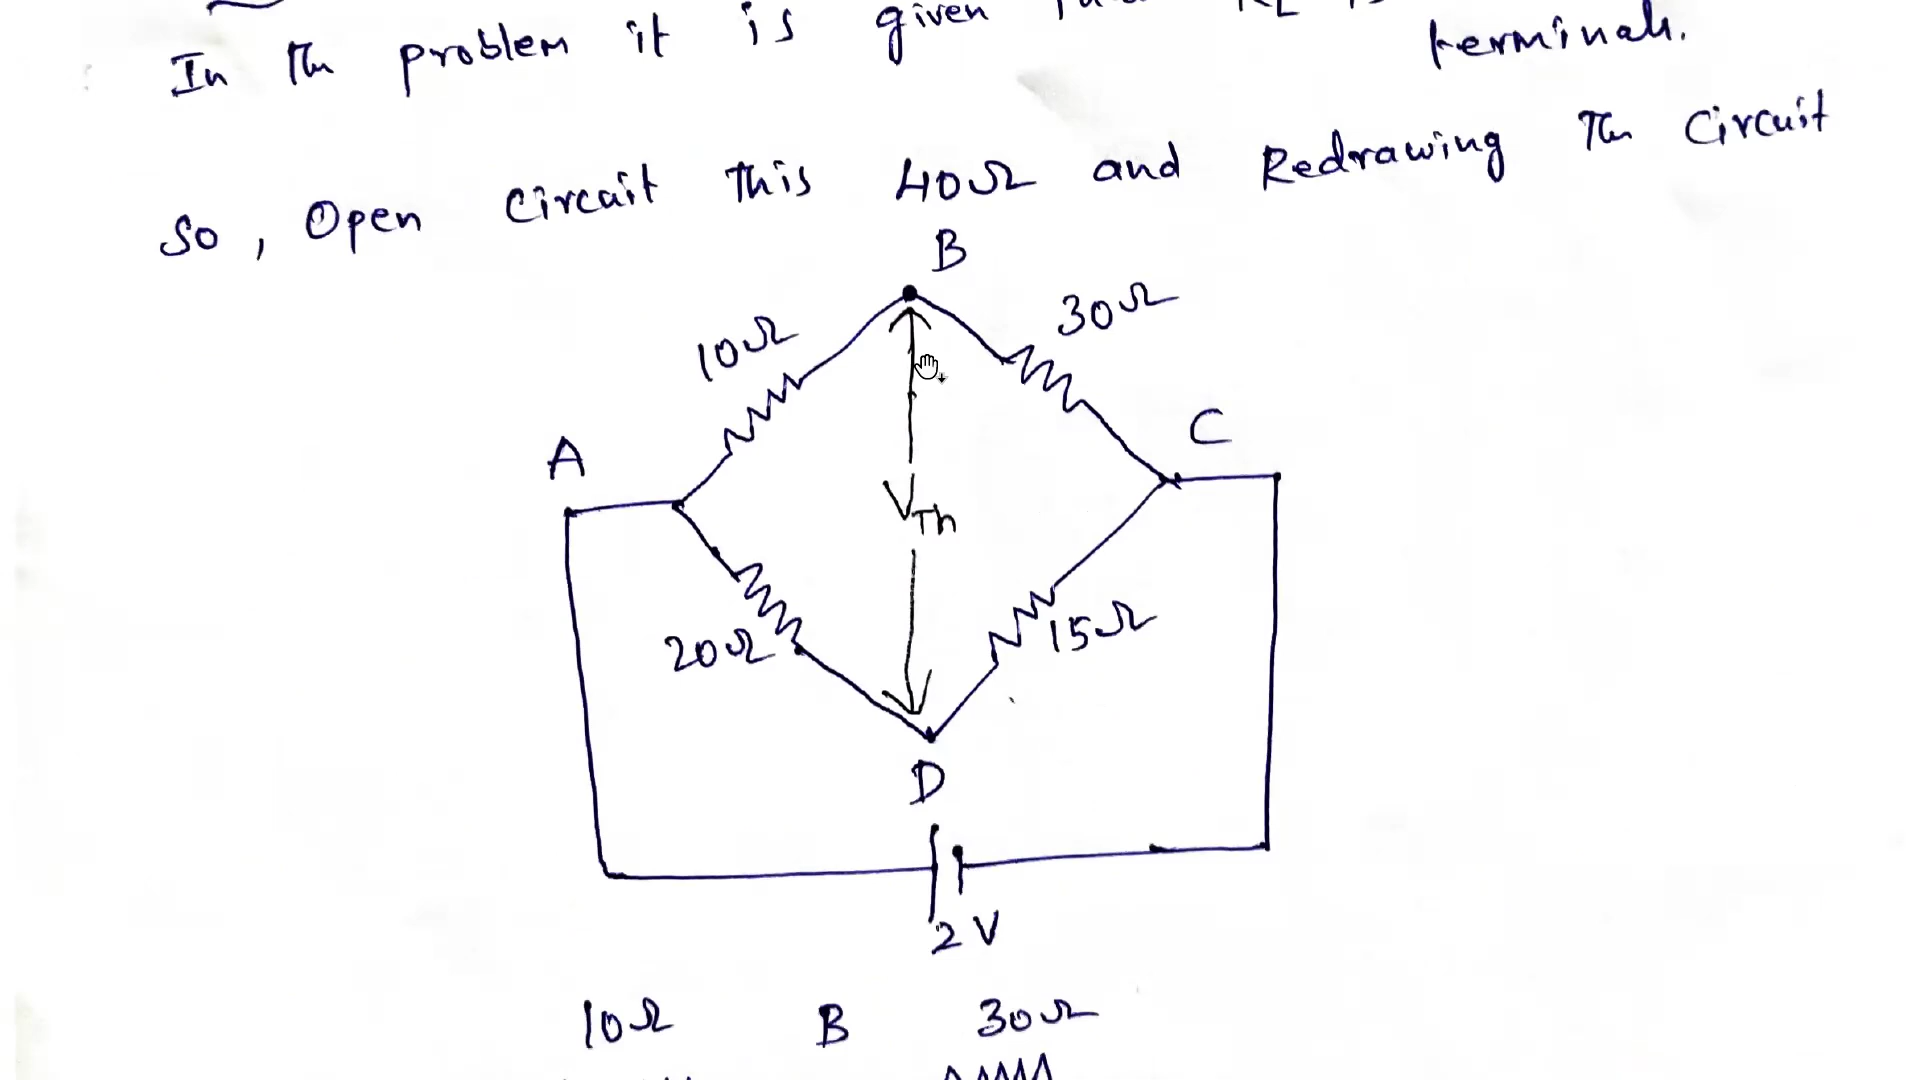 In The problem it is given
terminals.
So, Open Circuit This 40Ω and Redrawing The Circuit
B
10Ω
30Ω
A
C
VTh
20Ω
15Ω
D
2 V
10Ω B 30Ω